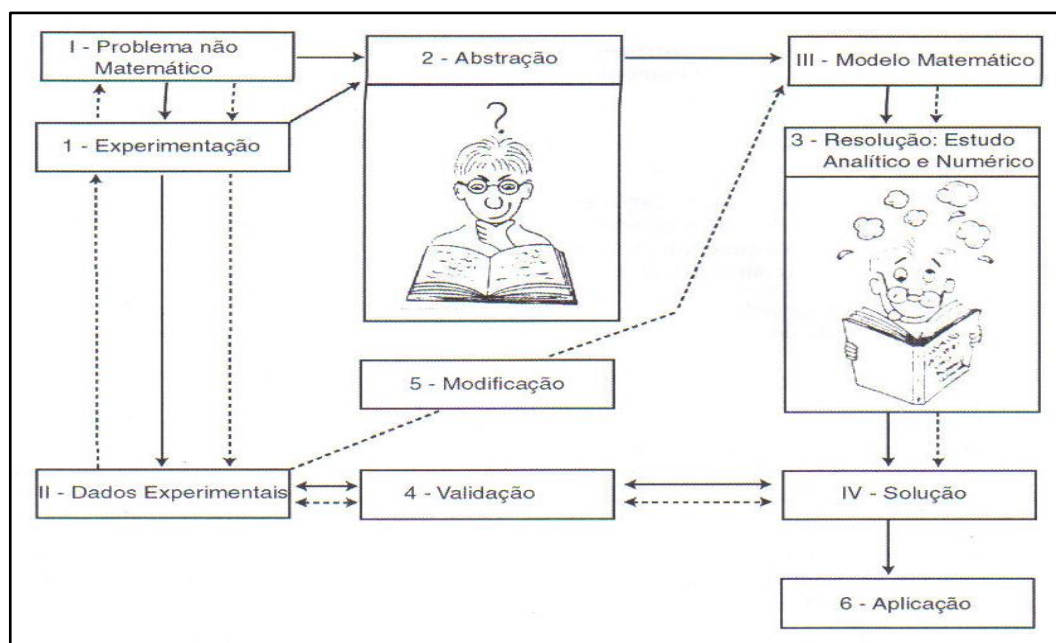 I - Problema não
Matemático
2 - Abstração
III - Modelo Matemático
1 - Experimentação
3 - Resolução: Estudo
Analítico e Numérico
?
5 - Modificação
II - Dados Experimentais
4 - Validação
IV - Solução
6 - Aplicação